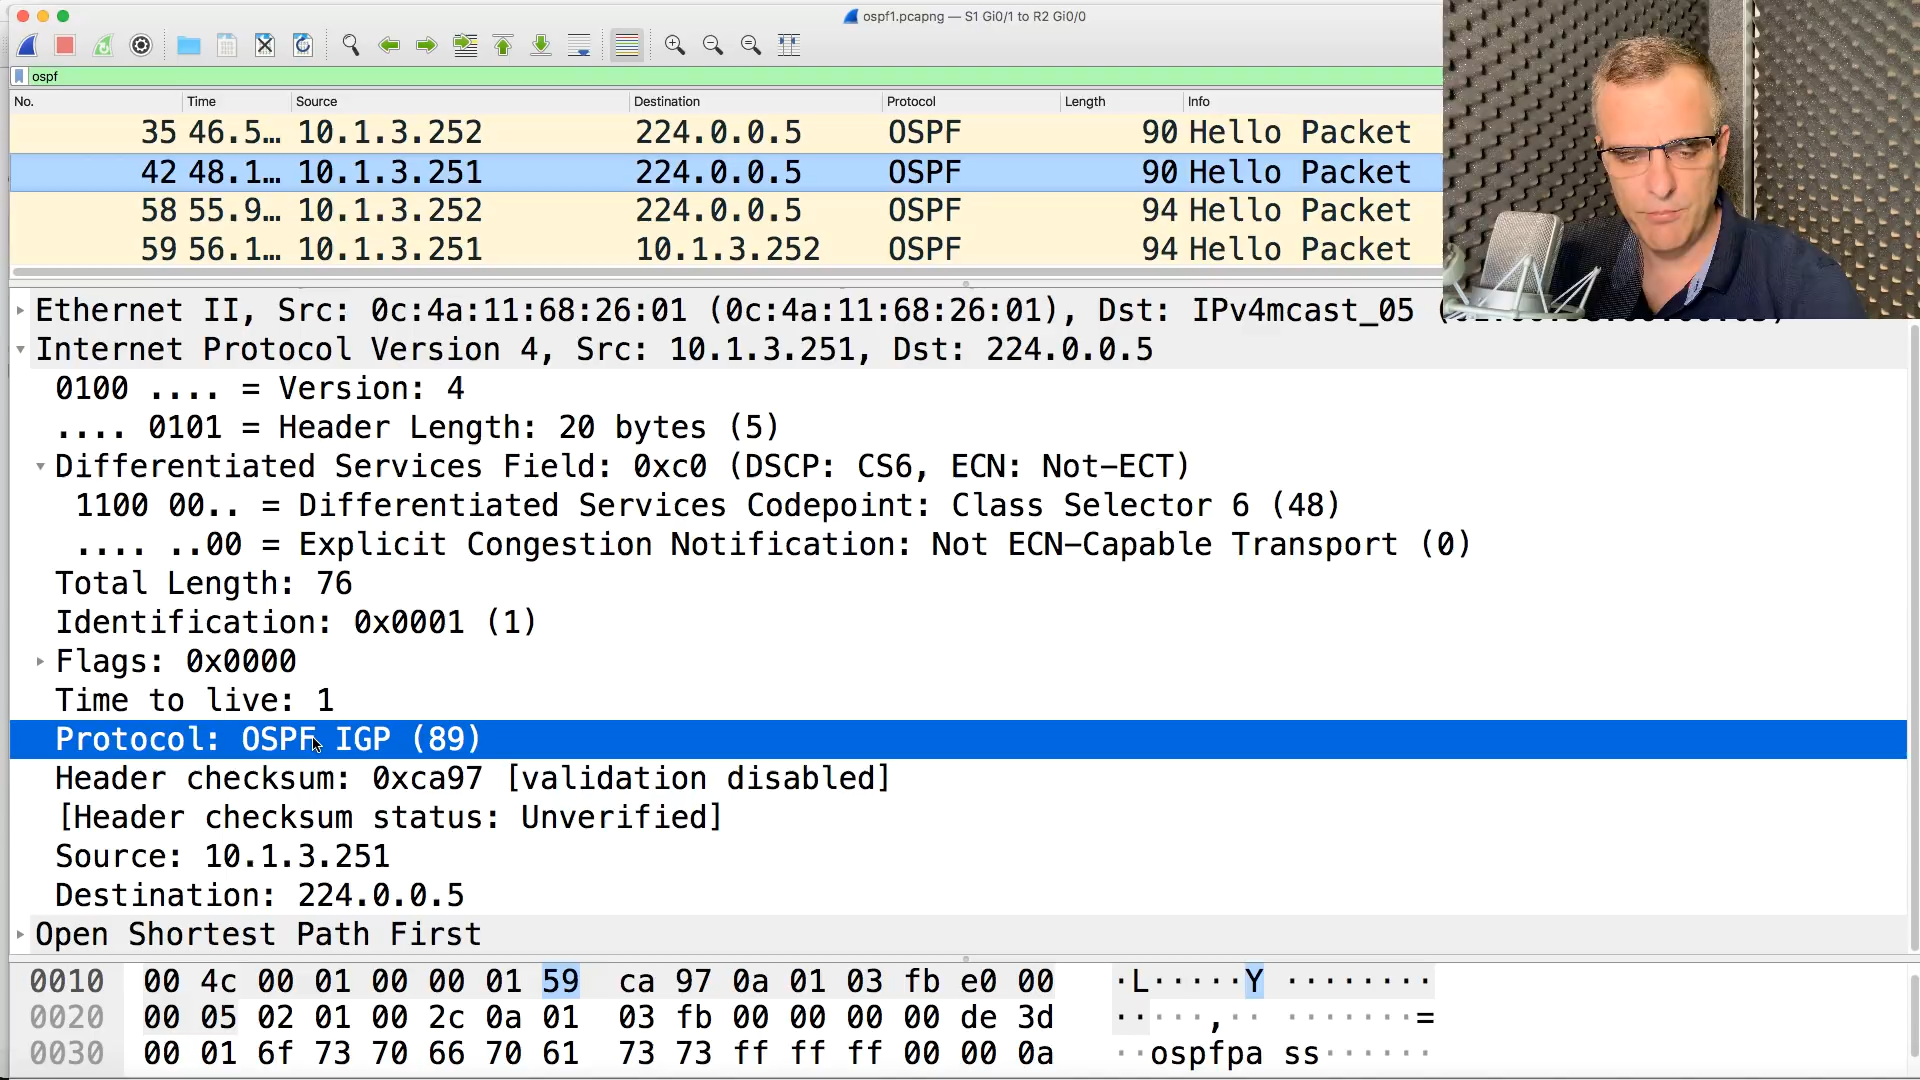 ospf1.pcapng — S1 Gi0/1 to R2 Gi0/0
ospf
No. Time Source Destination Protocol Length Info
35 46.5… 10.1.3.252 224.0.0.5 OSPF 90 Hello Packet
42 48.1… 10.1.3.251 224.0.0.5 OSPF 90 Hello Packet
58 55.9… 10.1.3.252 224.0.0.5 OSPF 94 Hello Packet
59 56.1… 10.1.3.251 10.1.3.252 OSPF 94 Hello Packet
Ethernet II, Src: 0c:4a:11:68:26:01 (0c:4a:11:68:26:01), Dst: IPv4mcast_05 (
Internet Protocol Version 4, Src: 10.1.3.251, Dst: 224.0.0.5
0100 .... = Version: 4
.... 0101 = Header Length: 20 bytes (5)
Differentiated Services Field: 0xc0 (DSCP: CS6, ECN: Not-ECT)
1100 00.. = Differentiated Services Codepoint: Class Selector 6 (48)
.... ..00 = Explicit Congestion Notification: Not ECN-Capable Transport (0)
Total Length: 76
Identification: 0x0001 (1)
Flags: 0x0000
Time to live: 1
Protocol: OSPF IGP (89)
Header checksum: 0xca97 [validation disabled]
[Header checksum status: Unverified]
Source: 10.1.3.251
Destination: 224.0.0.5
Open Shortest Path First
0010 00 4c 00 01 00 00 01 59 ca 97 0a 01 03 fb e0 00 ·L·····Y ········
0020 00 05 02 01 00 2c 0a 01 03 fb 00 00 00 00 de 3d ·····,·· ·······=
0030 00 01 6f 73 70 66 70 61 73 73 ff ff ff 00 00 0a ··ospfpa ss······